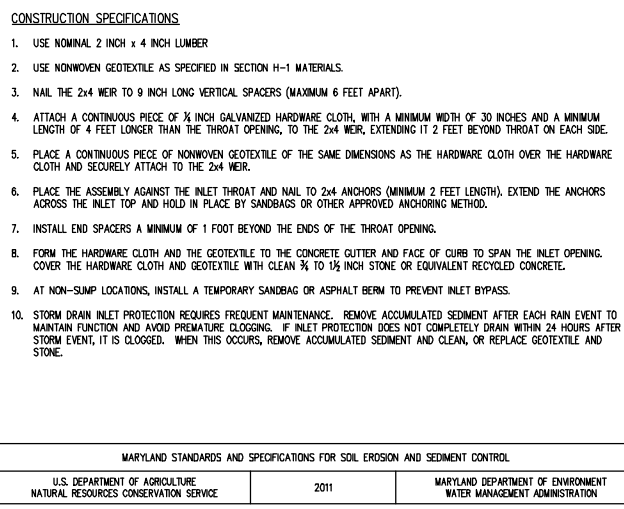 CONSTRUCTION SPECIFICATIONS
1. USE NOMINAL 2 INCH x 4 INCH LUMBER
2. USE NONWOVEN GEOTEXTILE AS SPECIFIED IN SECTION H-1 MATERIALS.
3. NAIL THE 2x4 WEIR TO 9 INCH LONG VERTICAL SPACERS (MAXIMUM 6 FEET APART).
4. ATTACH A CONTINUOUS PIECE OF ¼ INCH GALVANIZED HARDWARE CLOTH, WITH A MINIMUM WIDTH OF 30 INCHES AND A MINIMUM
LENGTH OF 4 FEET LONGER THAN THE THROAT OPENING, TO THE 2x4 WEIR, EXTENDING IT 2 FEET BEYOND THROAT ON EACH SIDE.
5. PLACE A CONTINUOUS PIECE OF NONWOVEN GEOTEXTILE OF THE SAME DIMENSIONS AS THE HARDWARE CLOTH OVER THE HARDWARE
CLOTH AND SECURELY ATTACH TO THE 2x4 WEIR.
6. PLACE THE ASSEMBLY AGAINST THE INLET THROAT AND NAIL TO 2x4 ANCHORS (MINIMUM 2 FEET LENGTH). EXTEND THE ANCHORS
ACROSS THE INLET TOP AND HOLD IN PLACE BY SANDBAGS OR OTHER APPROVED ANCHORING METHOD.
7. INSTALL END SPACERS A MINIMUM OF 1 FOOT BEYOND THE ENDS OF THE THROAT OPENING.
8. FORM THE HARDWARE CLOTH AND THE GEOTEXTILE TO THE CONCRETE GUTTER AND FACE OF CURB TO SPAN THE INLET OPENING.
COVER THE HARDWARE CLOTH AND GEOTEXTILE WITH CLEAN ¾ TO 1½ INCH STONE OR EQUIVALENT RECYCLED CONCRETE.
9. AT NON-SUMP LOCATIONS, INSTALL A TEMPORARY SANDBAG OR ASPHALT BERM TO PREVENT INLET BYPASS.
10. STORM DRAIN INLET PROTECTION REQUIRES FREQUENT MAINTENANCE. REMOVE ACCUMULATED SEDIMENT AFTER EACH RAIN EVENT TO
MAINTAIN FUNCTION AND AVOID PREMATURE CLOGGING. IF INLET PROTECTION DOES NOT COMPLETELY DRAIN WITHIN 24 HOURS AFTER
STORM EVENT, IT IS CLOGGED. WHEN THIS OCCURS, REMOVE ACCUMULATED SEDIMENT AND CLEAN, OR REPLACE GEOTEXTILE AND
STONE.
MARYLAND STANDARDS AND SPECIFICATIONS FOR SOIL EROSION AND SEDIMENT CONTROL
U.S. DEPARTMENT OF AGRICULTURE
NATURAL RESOURCES CONSERVATION SERVICE
2011
MARYLAND DEPARTMENT OF ENVIRONMENT
WATER MANAGEMENT ADMINISTRATION